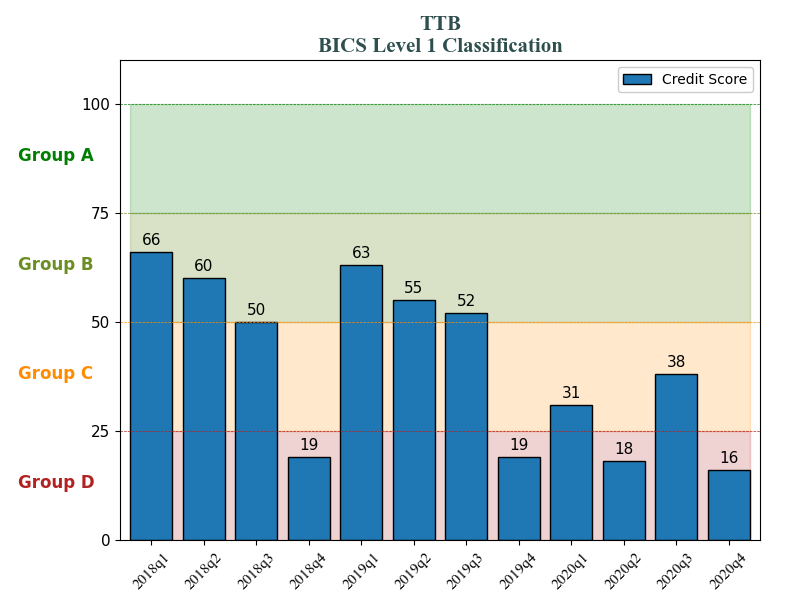 TTB
BICS Level 1 Classification
Credit Score
100
Group A
75
66
60
50
19
63
55
52
19
31
18
38
16
Group B
50
Group C
25
Group D
0
2018q1
2018q2
2018q3
2018q4
2019q1
2019q2
2019q3
2019q4
2020q1
2020q2
2020q3
2020q4